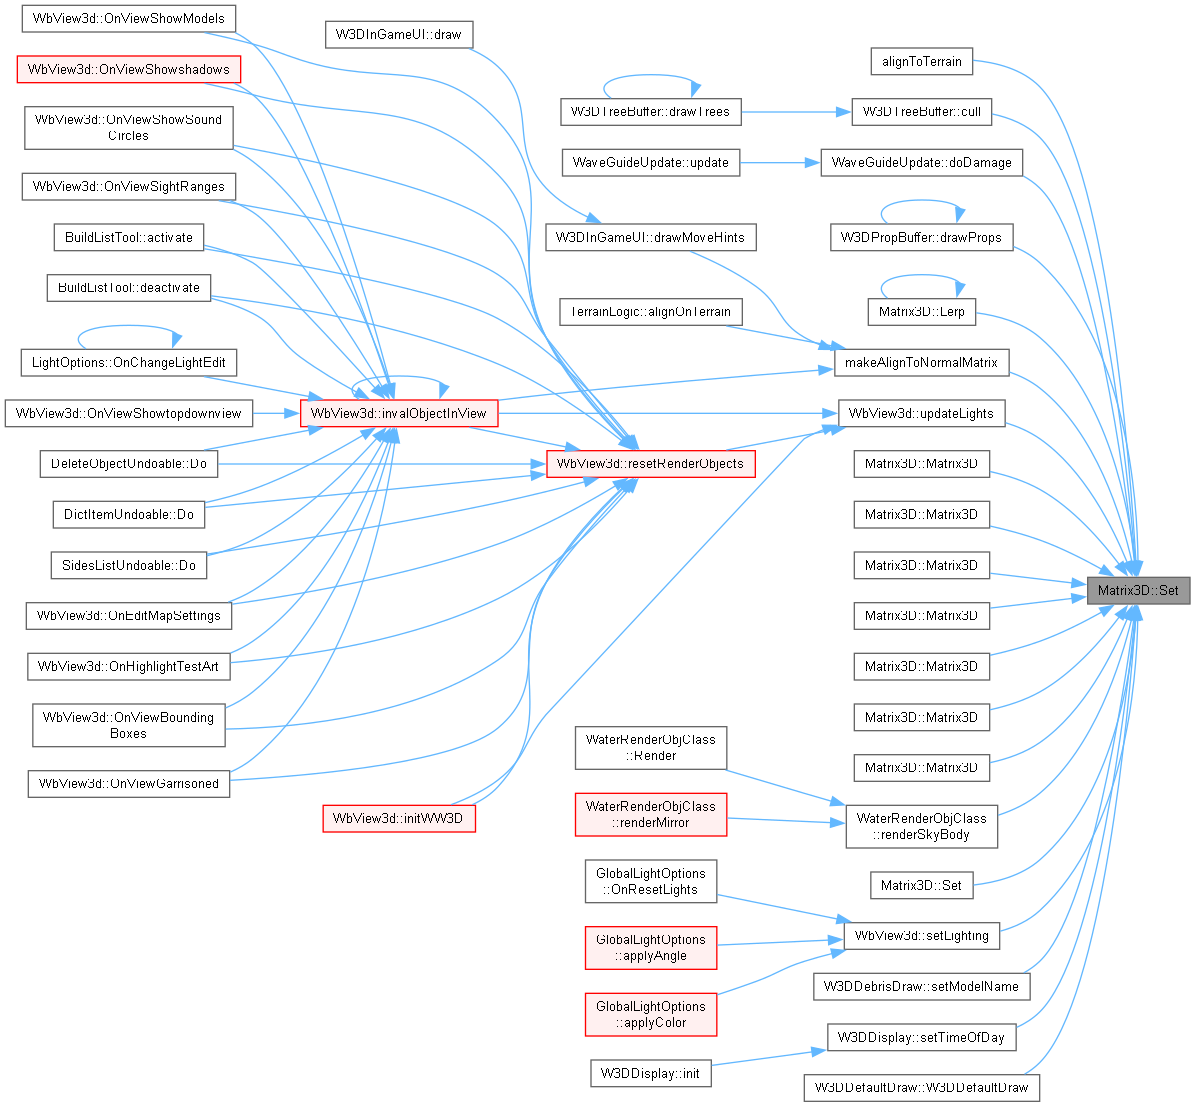 WbView3d::OnViewShowModels
WbView3d::OnViewShowshadows
WbView3d::OnViewShowSound
Circles
WbView3d::OnViewSightRanges
BuildListTool::activate
BuildListTool::deactivate
LightOptions::OnChangeLightEdit
WbView3d::OnViewShowtopdownview
DeleteObjectUndoable::Do
DictItemUndoable::Do
SidesListUndoable::Do
WbView3d::OnEditMapSettings
WbView3d::OnHighlightTestArt
WbView3d::OnViewBounding
Boxes
WbView3d::OnViewGarrisoned
W3DInGameUI::draw
WbView3d::invalObjectInView
WbView3d::initWW3D
W3DTreeBuffer::drawTrees
WaveGuideUpdate::update
W3DInGameUI::drawMoveHints
TerrainLogic::alignOnTerrain
WbView3d::resetRenderObjects
WaterRenderObjClass
::Render
WaterRenderObjClass
::renderMirror
GlobalLightOptions
::OnResetLights
GlobalLightOptions
::applyAngle
GlobalLightOptions
::applyColor
W3DDisplay::init
alignToTerrain
W3DTreeBuffer::cull
WaveGuideUpdate::doDamage
W3DPropBuffer::drawProps
Matrix3D::Lerp
makeAlignToNormalMatrix
WbView3d::updateLights
Matrix3D::Matrix3D
Matrix3D::Matrix3D
Matrix3D::Matrix3D
Matrix3D::Matrix3D
Matrix3D::Matrix3D
Matrix3D::Matrix3D
Matrix3D::Matrix3D
WaterRenderObjClass
::renderSkyBody
Matrix3D::Set
WbView3d::setLighting
W3DDebrisDraw::setModelName
W3DDisplay::setTimeOfDay
W3DDefaultDraw::W3DDefaultDraw
Matrix3D::Set